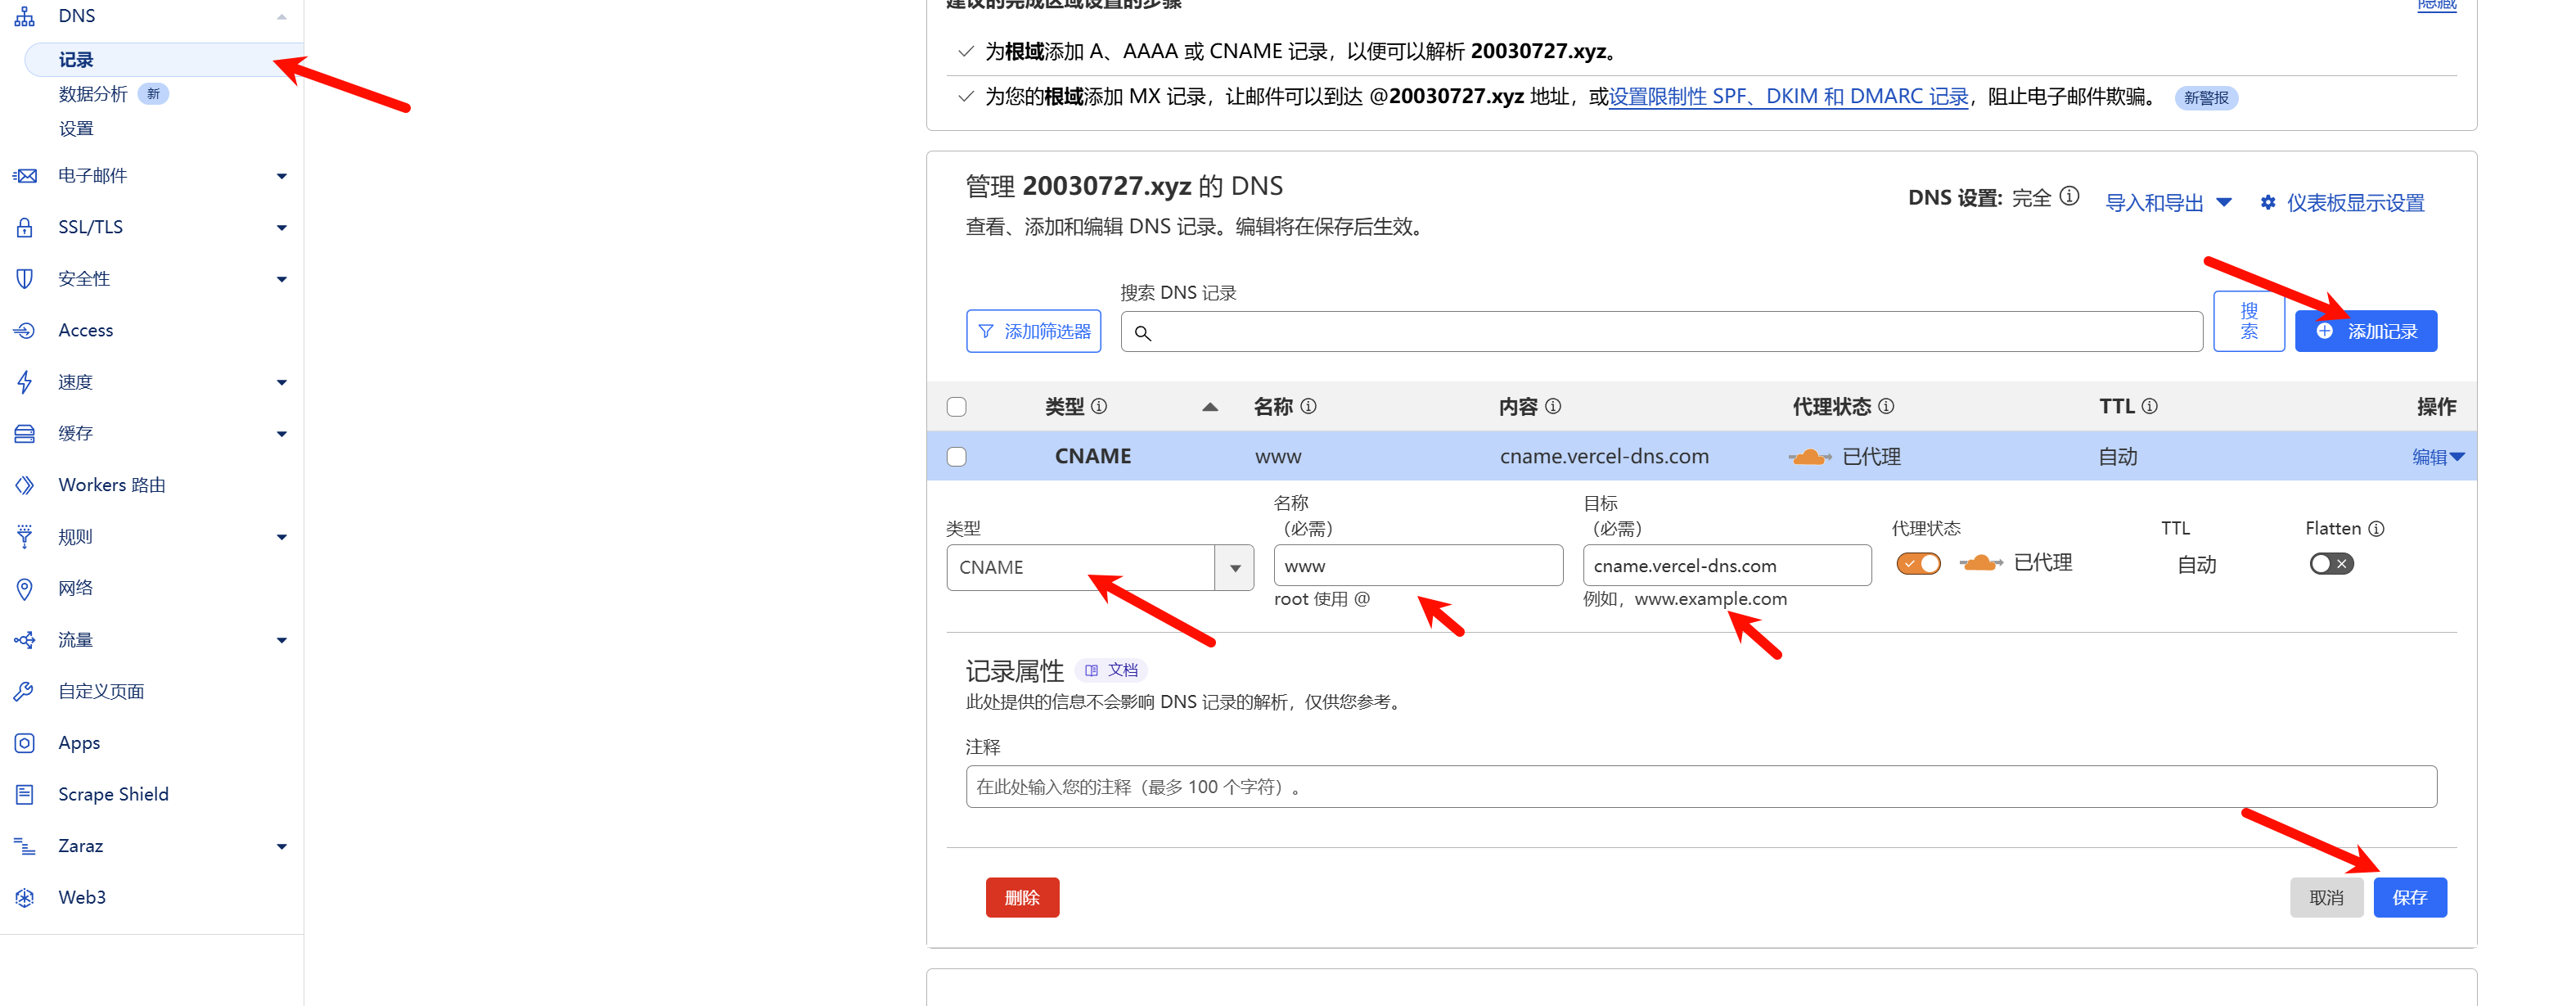 DNS
记录
数据分析 新
设置
电子邮件
SSL/TLS
安全性
Access
速度
缓存
Workers 路由
规则
网络
流量
自定义页面
Apps
Scrape Shield
Zaraz
Web3
建议的完成区域设置的步骤
隐藏
为根域添加 A、AAAA 或 CNAME 记录，以便可以解析 20030727.xyz。
为您的根域添加 MX 记录，让邮件可以到达 @20030727.xyz 地址，或设置限制性 SPF、DKIM 和 DMARC 记录，阻止电子邮件欺骗。 新警报
管理 20030727.xyz 的 DNS
查看、添加和编辑 DNS 记录。编辑将在保存后生效。
DNS 设置: 完全 导入和导出 仪表板显示设置
搜索 DNS 记录
添加筛选器
搜索
添加记录
类型 名称 内容 代理状态 TTL 操作
CNAME www cname.vercel-dns.com 已代理 自动 编辑
类型
CNAME
名称
（必需）
www
root 使用 @
目标
（必需）
cname.vercel-dns.com
例如，www.example.com
代理状态
已代理
TTL
自动
Flatten
记录属性 文档
此处提供的信息不会影响 DNS 记录的解析，仅供您参考。
注释
在此处输入您的注释（最多 100 个字符）。
删除 取消 保存